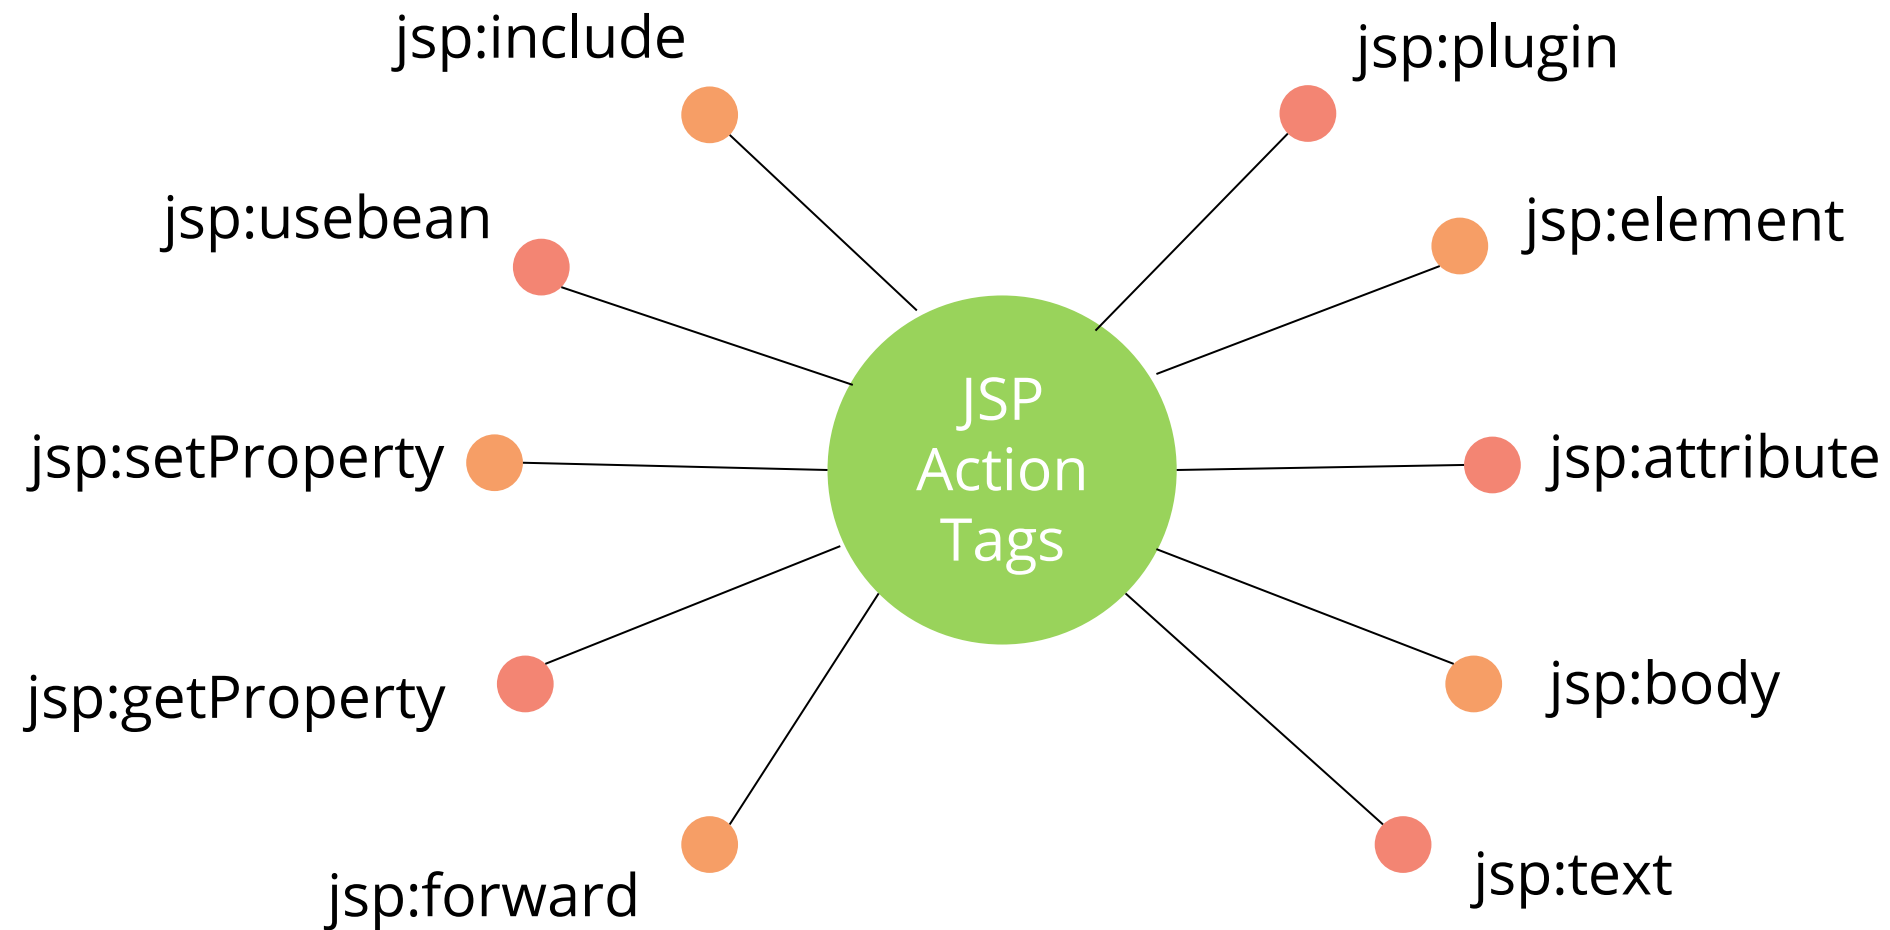 jsp:include
jsp:plugin
jsp:usebean
jsp:element
JSP
Action
Tags
jsp:setProperty
jsp:attribute
jsp:getProperty
jsp:body
jsp:forward
jsp:text